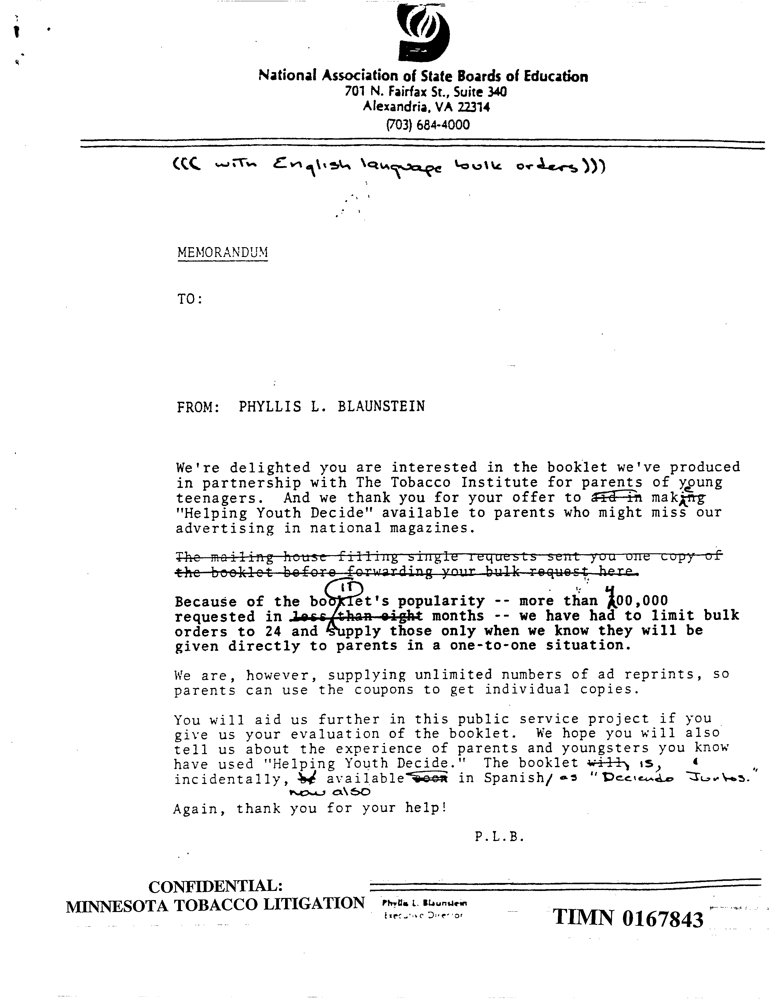 National Association of State Boards of Education
701 N. Fairfax St., Suite 340
Alexandria, VA 22314
(703) 684-4000
((( with English language bulk orders)))
MEMORANDUM
TO:
FROM: PHYLLIS L. BLAUNSTEIN
We're delighted you are interested in the booklet we've produced
in partnership with The Tobacco Institute for parents of young
teenagers. And we thank you for your offer to aid in making
"Helping Youth Decide" available to parents who might miss our
advertising in national magazines.
The mailing house filling single requests sent you one copy of
the booklet before forwarding your bulk request here.
11
Because of the booklet's popularity -- more than 400,000
requested in less than eight months -- we have had to limit bulk
orders to 24 and supply those only when we know they will be
given directly to parents in a one-to-one situation.
We are, however, supplying unlimited numbers of ad reprints, so
parents can use the coupons to get individual copies.
You will aid us further in this public service project if you
give us your evaluation of the booklet. We hope you will also
tell us about the experience of parents and youngsters you know
have used "Helping Youth Decide." The booklet will is,
incidentally, be available soon in Spanish/ as "Deciendo Juntos."
now also
Again, thank you for your help!
P.L.B.
CONFIDENTIAL:
MINNESOTA TOBACCO LITIGATION
Phyllis L. Blaunstein
Executive Director
TIMN 0167843